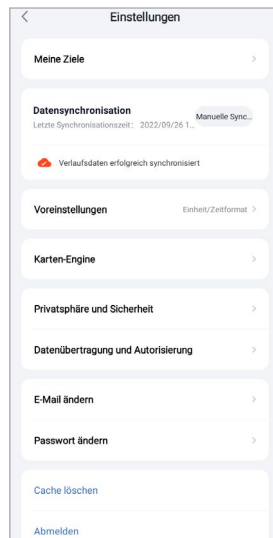 Einstellungen
Meine Ziele
Datensynchronisation
Letzte Synchronisationszeit: 2022/09/26 1...
Manuelle Sync...
Verlaufsdaten erfolgreich synchronisiert
Voreinstellungen
Einheit/Zeitformat
Karten-Engine
Privatsphäre und Sicherheit
Datenübertragung und Autorisierung
E-Mail ändern
Passwort ändern
Cache löschen
Abmelden